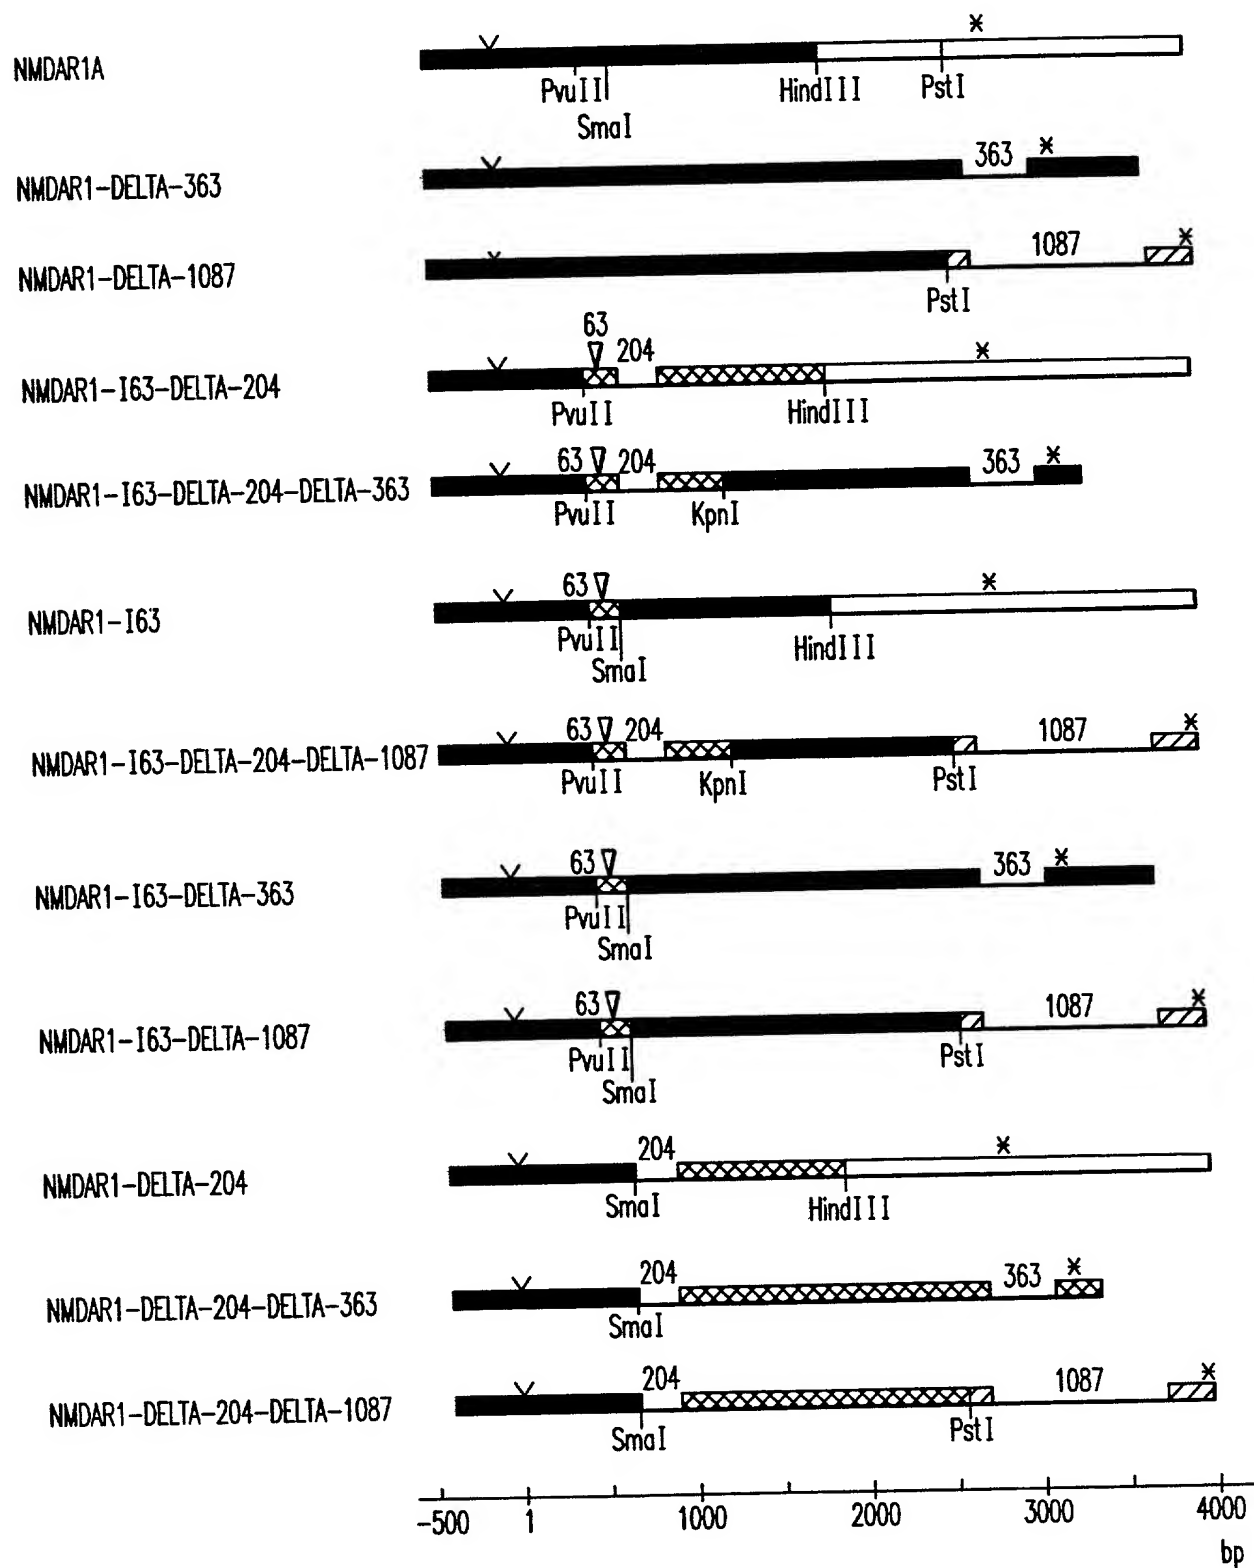 *
NMDAR1A
PvuII HindIII PstI
SmaI
363 *
NMDAR1-DELTA-363
1087 *
NMDAR1-DELTA-1087
PstI
63
204 *
NMDAR1-I63-DELTA-204
PvuII HindIII
63 204 363 *
NMDAR1-I63-DELTA-204-DELTA-363
PvuII KpnI
63 *
NMDAR1-I63
PvuII HindIII
SmaI
63 204 1087 *
NMDAR1-I63-DELTA-204-DELTA-1087
PvuII KpnI PstI
63 363 *
NMDAR1-I63-DELTA-363
PvuII
SmaI
63 1087 *
NMDAR1-I63-DELTA-1087
PvuII PstI
SmaI
204 *
NMDAR1-DELTA-204
SmaI HindIII
204 363 *
NMDAR1-DELTA-204-DELTA-363
SmaI
204 1087 *
NMDAR1-DELTA-204-DELTA-1087
SmaI PstI
-500 1 1000 2000 3000 4000
bp